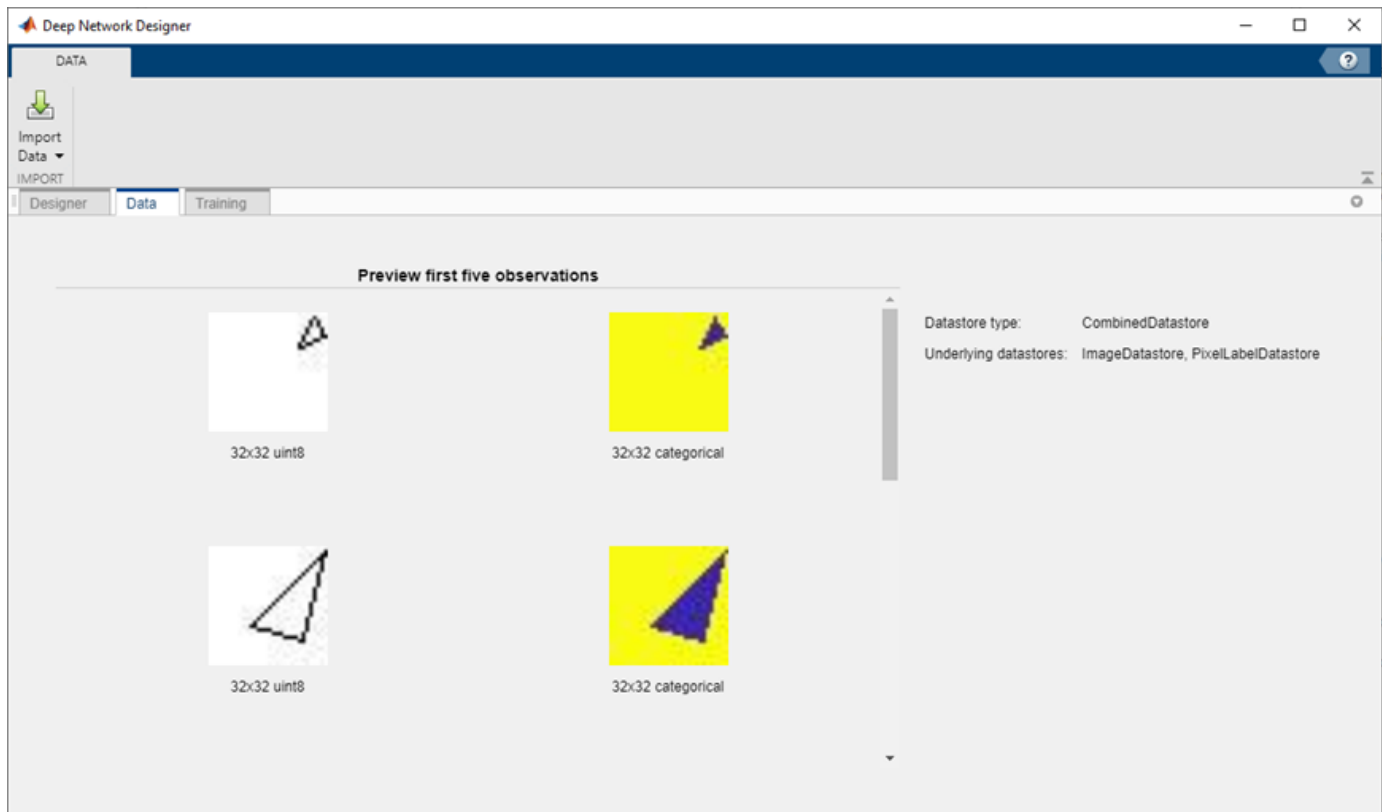 Deep Network Designer
DATA
?
Import
Data
IMPORT
Designer Data Training
Preview first five observations
32x32 uint8 32x32 categorical
Datastore type: CombinedDatastore
Underlying datastores: ImageDatastore, PixelLabelDatastore
32x32 uint8 32x32 categorical